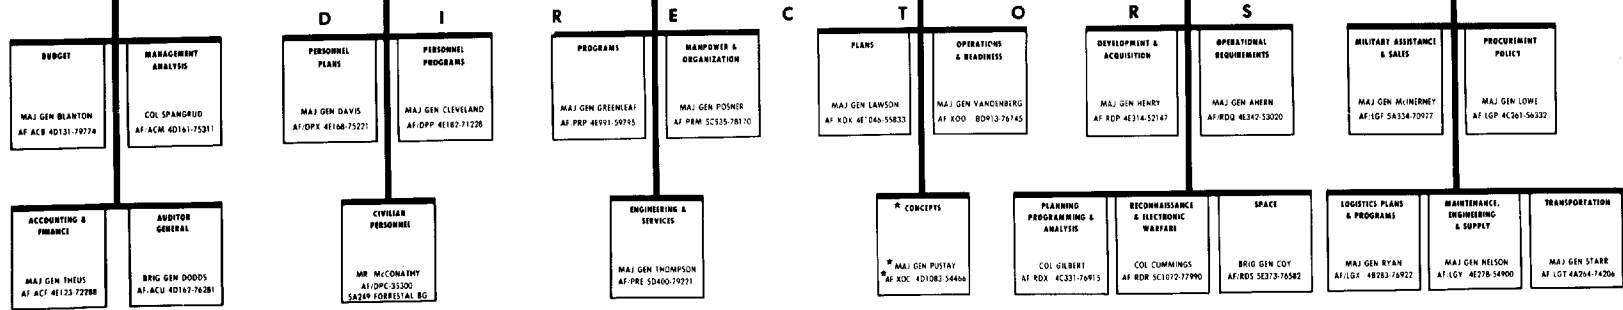 D I R E C T O R S
BUDGET
MAJ GEN BLANTON
AF ACB 4D131-79774
MANAGEMENT
ANALYSIS
COL SPANGRUD
AF-ACM 4D161-75311
PERSONNEL
PLANS
MAJ GEN DAVIS
AF/DPX 4E168-75221
PERSONNEL
PROGRAMS
MAJ GEN CLEVELAND
AF/DPP 4E182-71228
PROGRAMS
MAJ GEN GREENLEAF
AF.PRP 4E991-59795
MANPOWER &
ORGANIZATION
MAJ GEN POSNER
AF PRM 5C535-78170
PLANS
MAJ GEN LAWSON
AF XOX 4E1046-55833
OPERATIONS
& READINESS
MAJ GEN VANDENBERG
AF XOO BD913-76745
DEVELOPMENT &
ACQUISITION
MAJ GEN HENRY
AF RDP 4E314-52147
OPERATIONAL
REQUIREMENTS
MAJ GEN AHERN
AF/RDQ 4E342-53020
MILITARY ASSISTANCE
& SALES
MAJ GEN McINERNEY
AF/LGF 5A334-70977
PROCUREMENT
POLICY
MAJ GEN LOWE
AF LGP 4C261-56332
ACCOUNTING &
FINANCE
MAJ GEN THEUS
AF ACF 4E123-72288
AUDITOR
GENERAL
BRIG GEN DODDS
AF-ACU 4D162-76281
CIVILIAN
PERSONNEL
MR McCONATHY
AF/DPC-35300
5A249 FORRESTAL BG
ENGINEERING &
SERVICES
MAJ GEN THOMPSON
AF/PRE 5D400-79221
* CONCEPTS
* MAJ GEN PUSTAY
* AF XOC 4D1083-54466
PLANNING
PROGRAMMING &
ANALYSIS
COL GILBERT
AF RDX 4C331-76915
RECONNAISSANCE
& ELECTRONIC
WARFARE
COL CUMMINGS
AF RDR 5C1072-77990
SPACE
BRIG GEN COY
AF/RDS 5E373-76582
LOGISTICS PLANS
& PROGRAMS
MAJ GEN RYAN
AF/LGX 4B283-76922
MAINTENANCE,
ENGINEERING
& SUPPLY
MAJ GEN NELSON
AF-LGY 4E278-54900
TRANSPORTATION
MAJ GEN STARR
AF LGT 4A264-74206